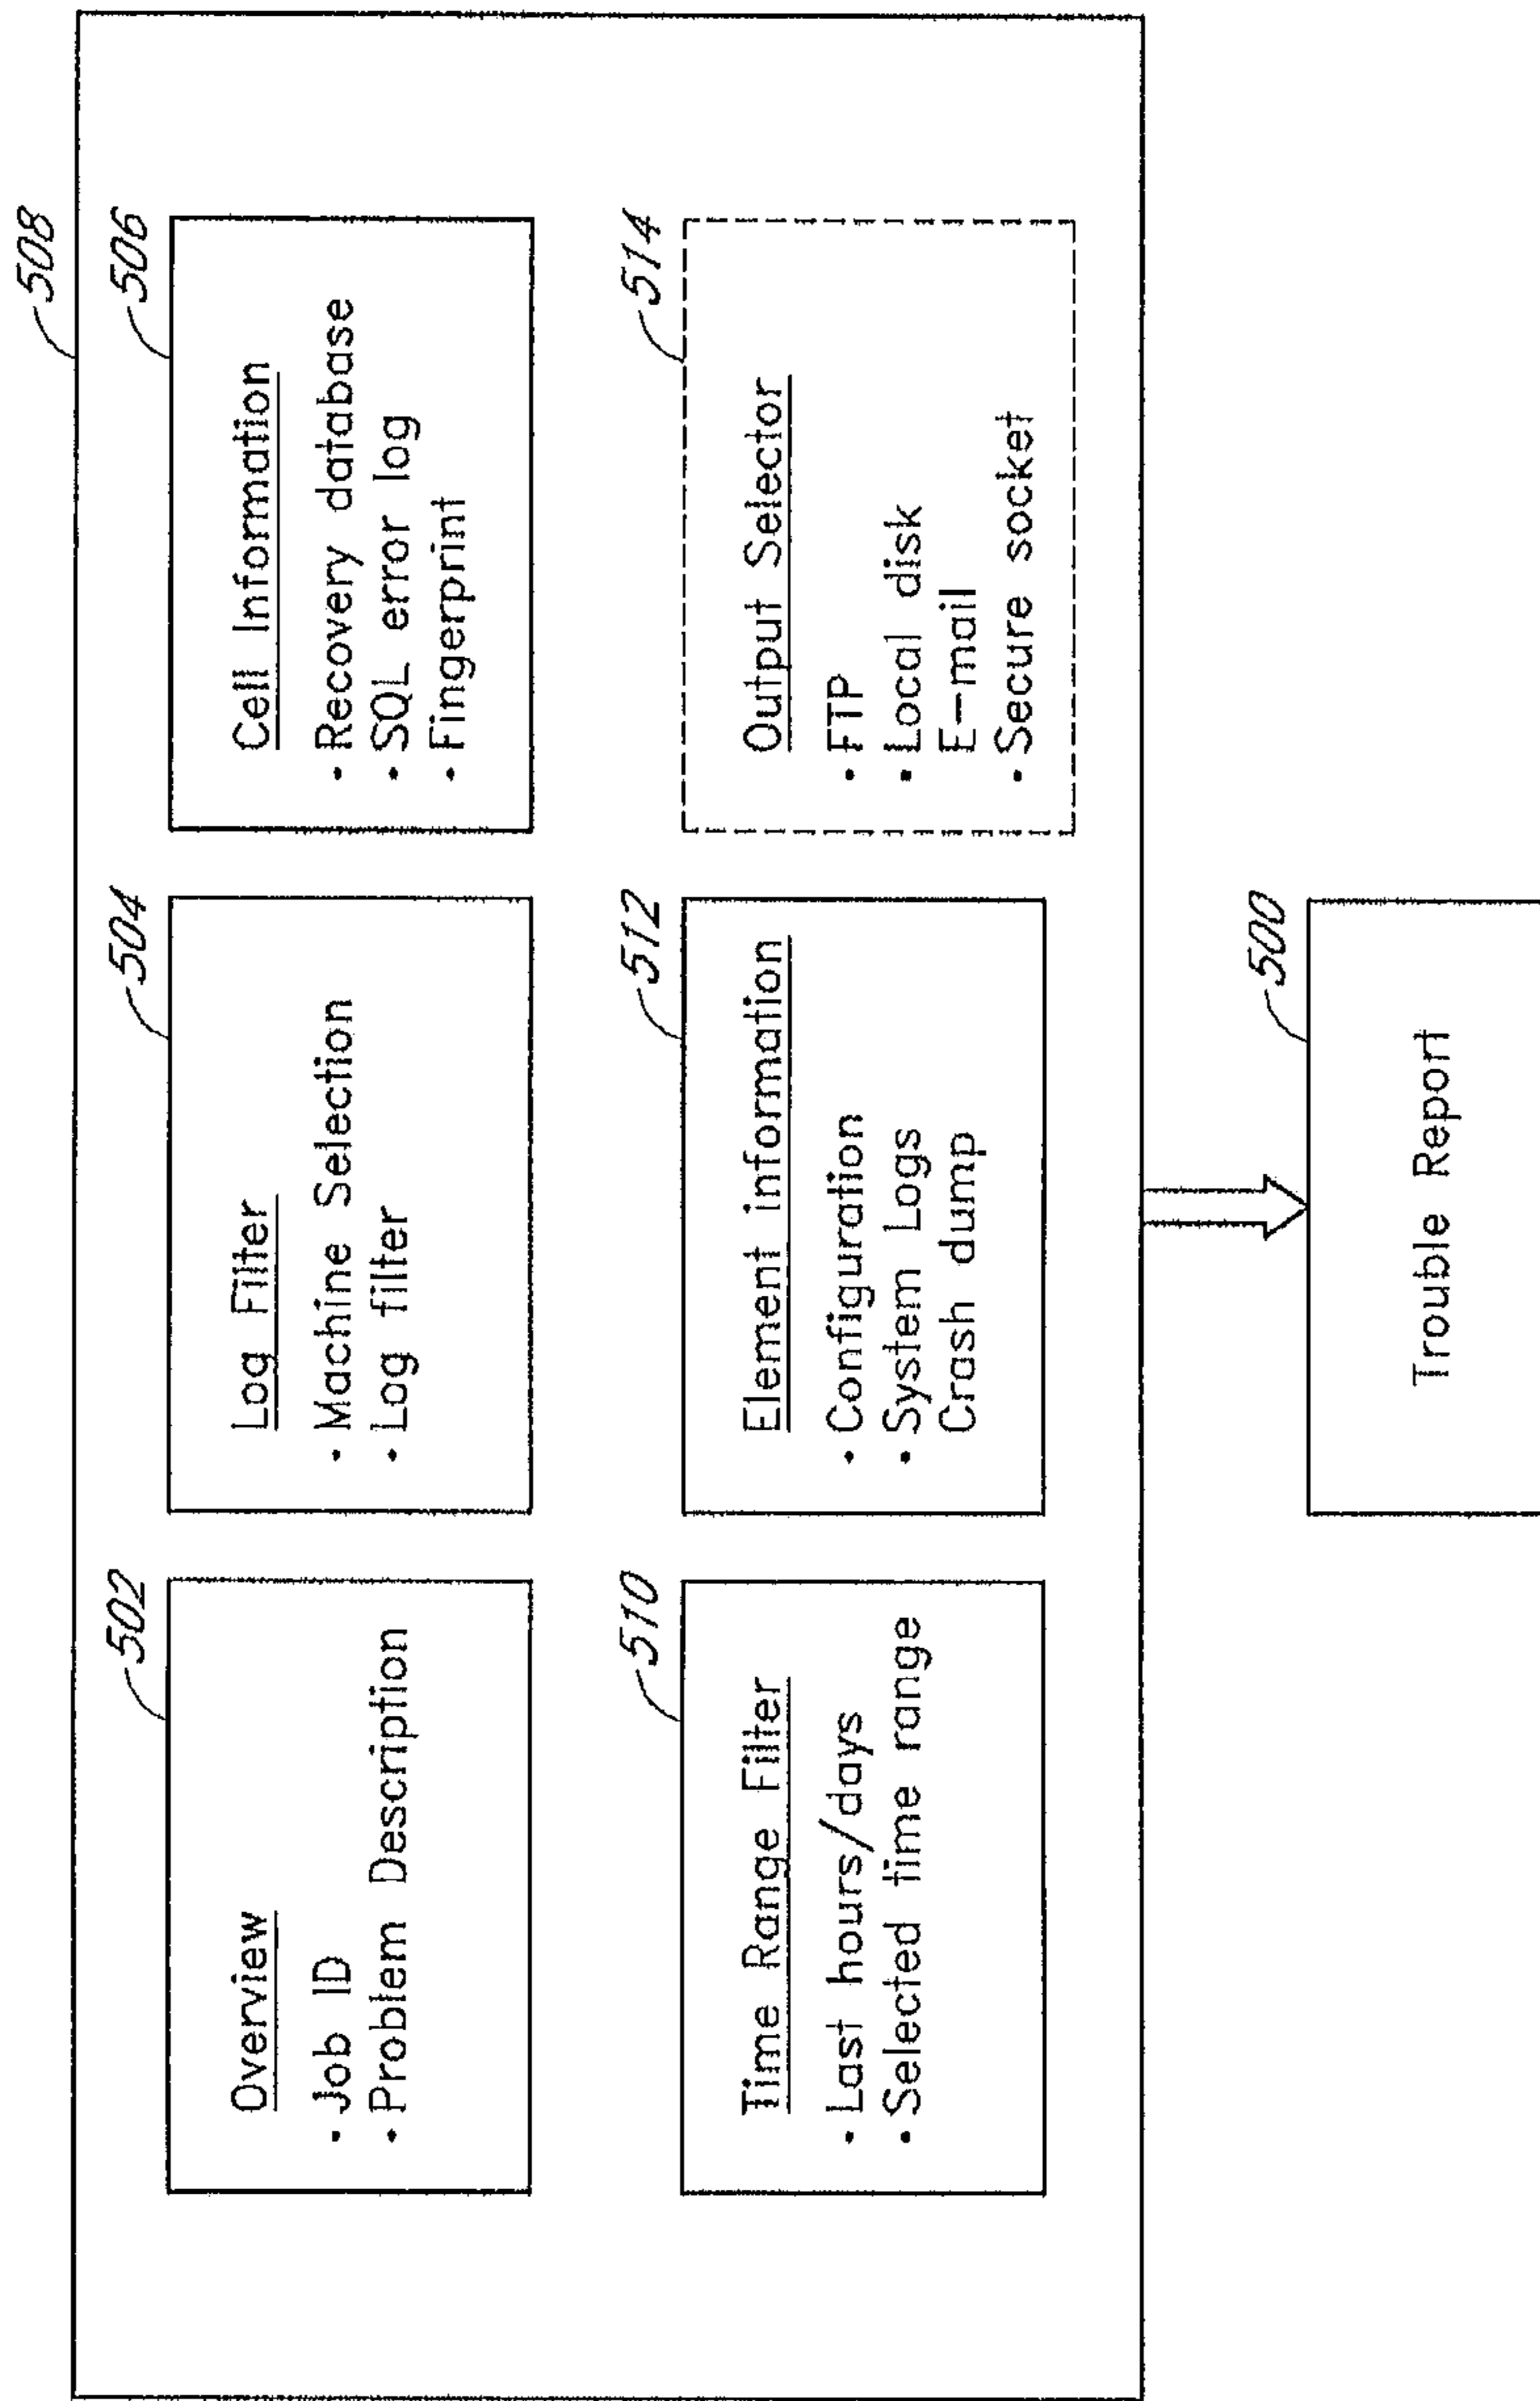 508
502
Overview
• Job ID
• Problem Description
504
Log Filter
• Machine Selection
• Log filter
506
Cell Information
• Recovery database
• SQL error log
• Fingerprint
510
Time Range Filter
• Last hours/days
• Selected time range
512
Element information
• Configuration
• System Logs
Crash dump
514
Output Selector
• FTP
• Local disk
E-mail
• Secure socket
500
Trouble Report